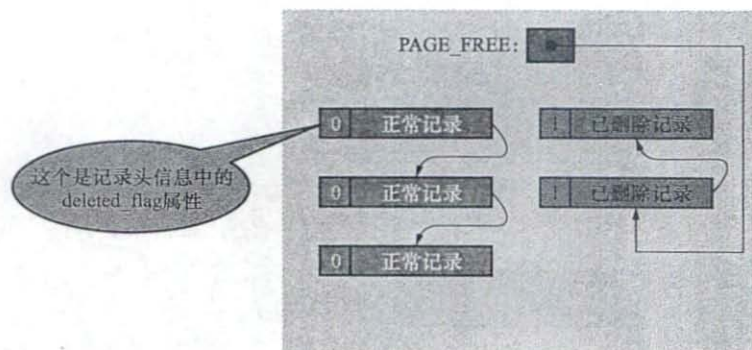 PAGE_FREE:
0 正常记录
1 已删除记录
这个是记录头信息中的
deleted_flag属性
0 正常记录
1 已删除记录
0 正常记录